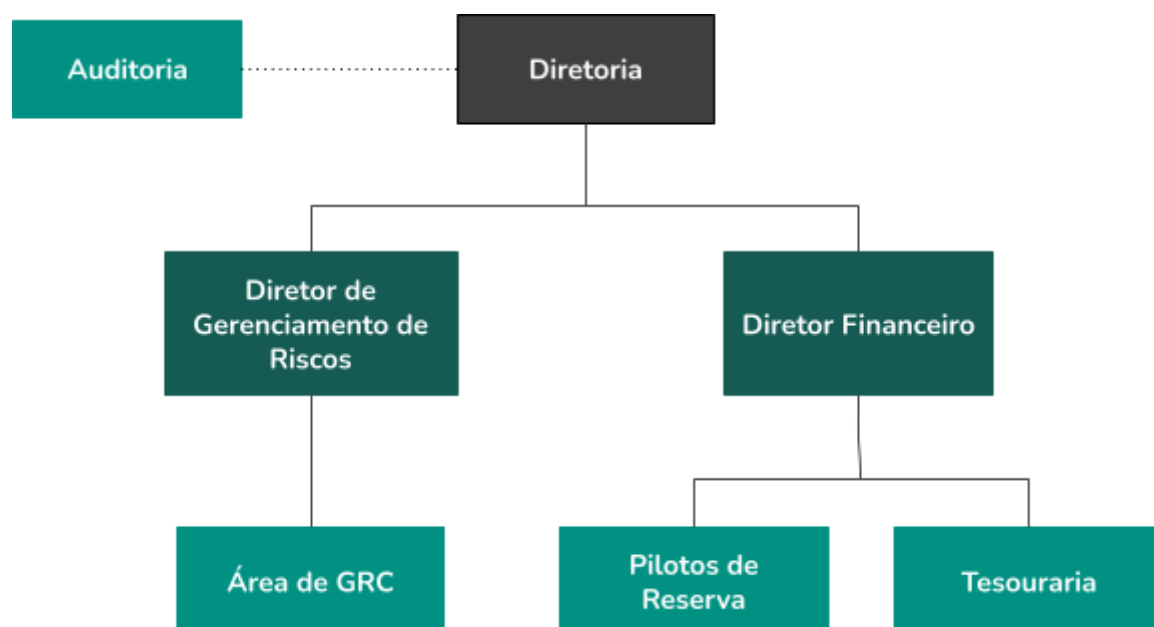 Auditoria
Diretoria
Diretor de
Gerenciamento de
Riscos
Diretor Financeiro
Área de GRC
Pilotos de
Reserva
Tesouraria